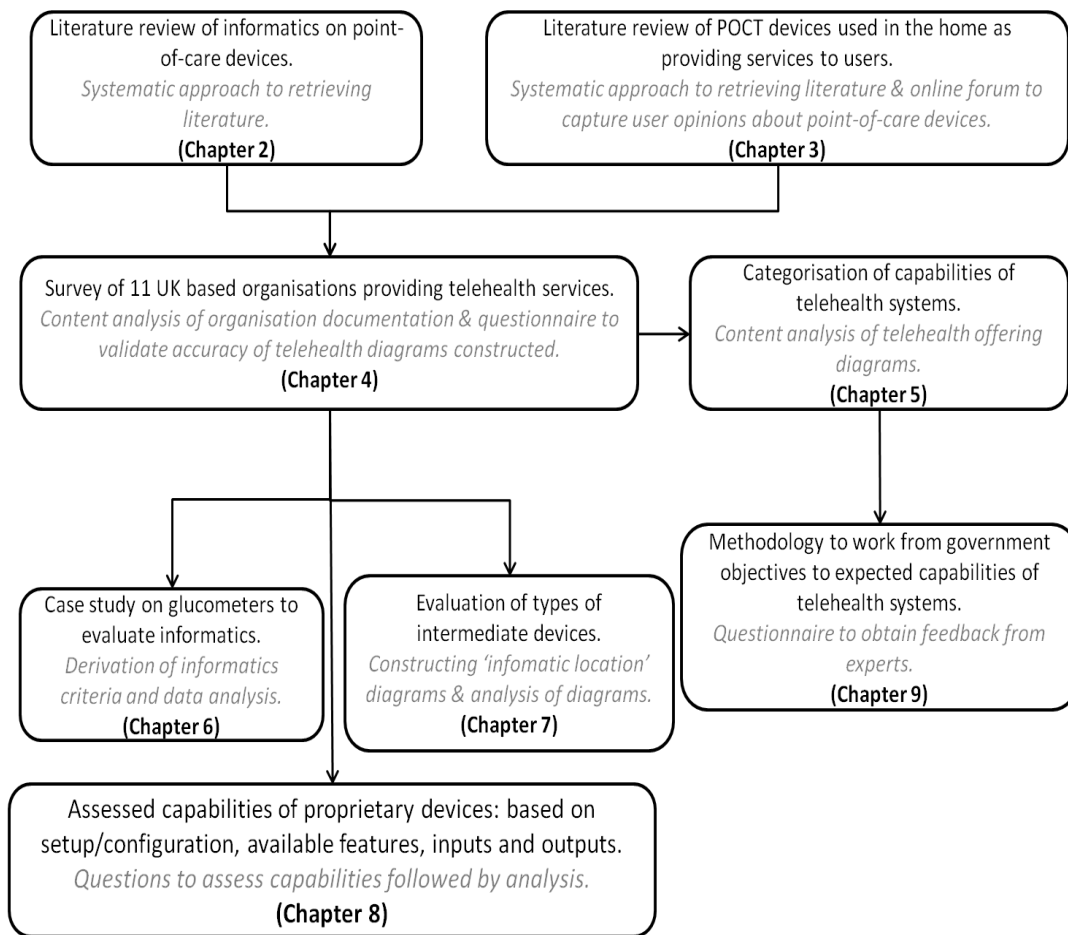 Literature review of informatics on point-
of-care devices.
Systematic approach to retrieving
literature.
(Chapter 2)
Literature review of POCT devices used in the home as
providing services to users.
Systematic approach to retrieving literature & online forum to
capture user opinions about point-of-care devices.
(Chapter 3)
Survey of 11 UK based organisations providing telehealth services.
Content analysis of organisation documentation & questionnaire to
validate accuracy of telehealth diagrams constructed.
(Chapter 4)
Categorisation of capabilities of
telehealth systems.
Content analysis of telehealth offering
diagrams.
(Chapter 5)
Case study on glucometers to
evaluate informatics.
Derivation of informatics
criteria and data analysis.
(Chapter 6)
Evaluation of types of
intermediate devices.
Constructing ‘infomatic location’
diagrams & analysis of diagrams.
(Chapter 7)
Methodology to work from government
objectives to expected capabilities of
telehealth systems.
Questionnaire to obtain feedback from
experts.
(Chapter 9)
Assessed capabilities of proprietary devices: based on
setup/configuration, available features, inputs and outputs.
Questions to assess capabilities followed by analysis.
(Chapter 8)